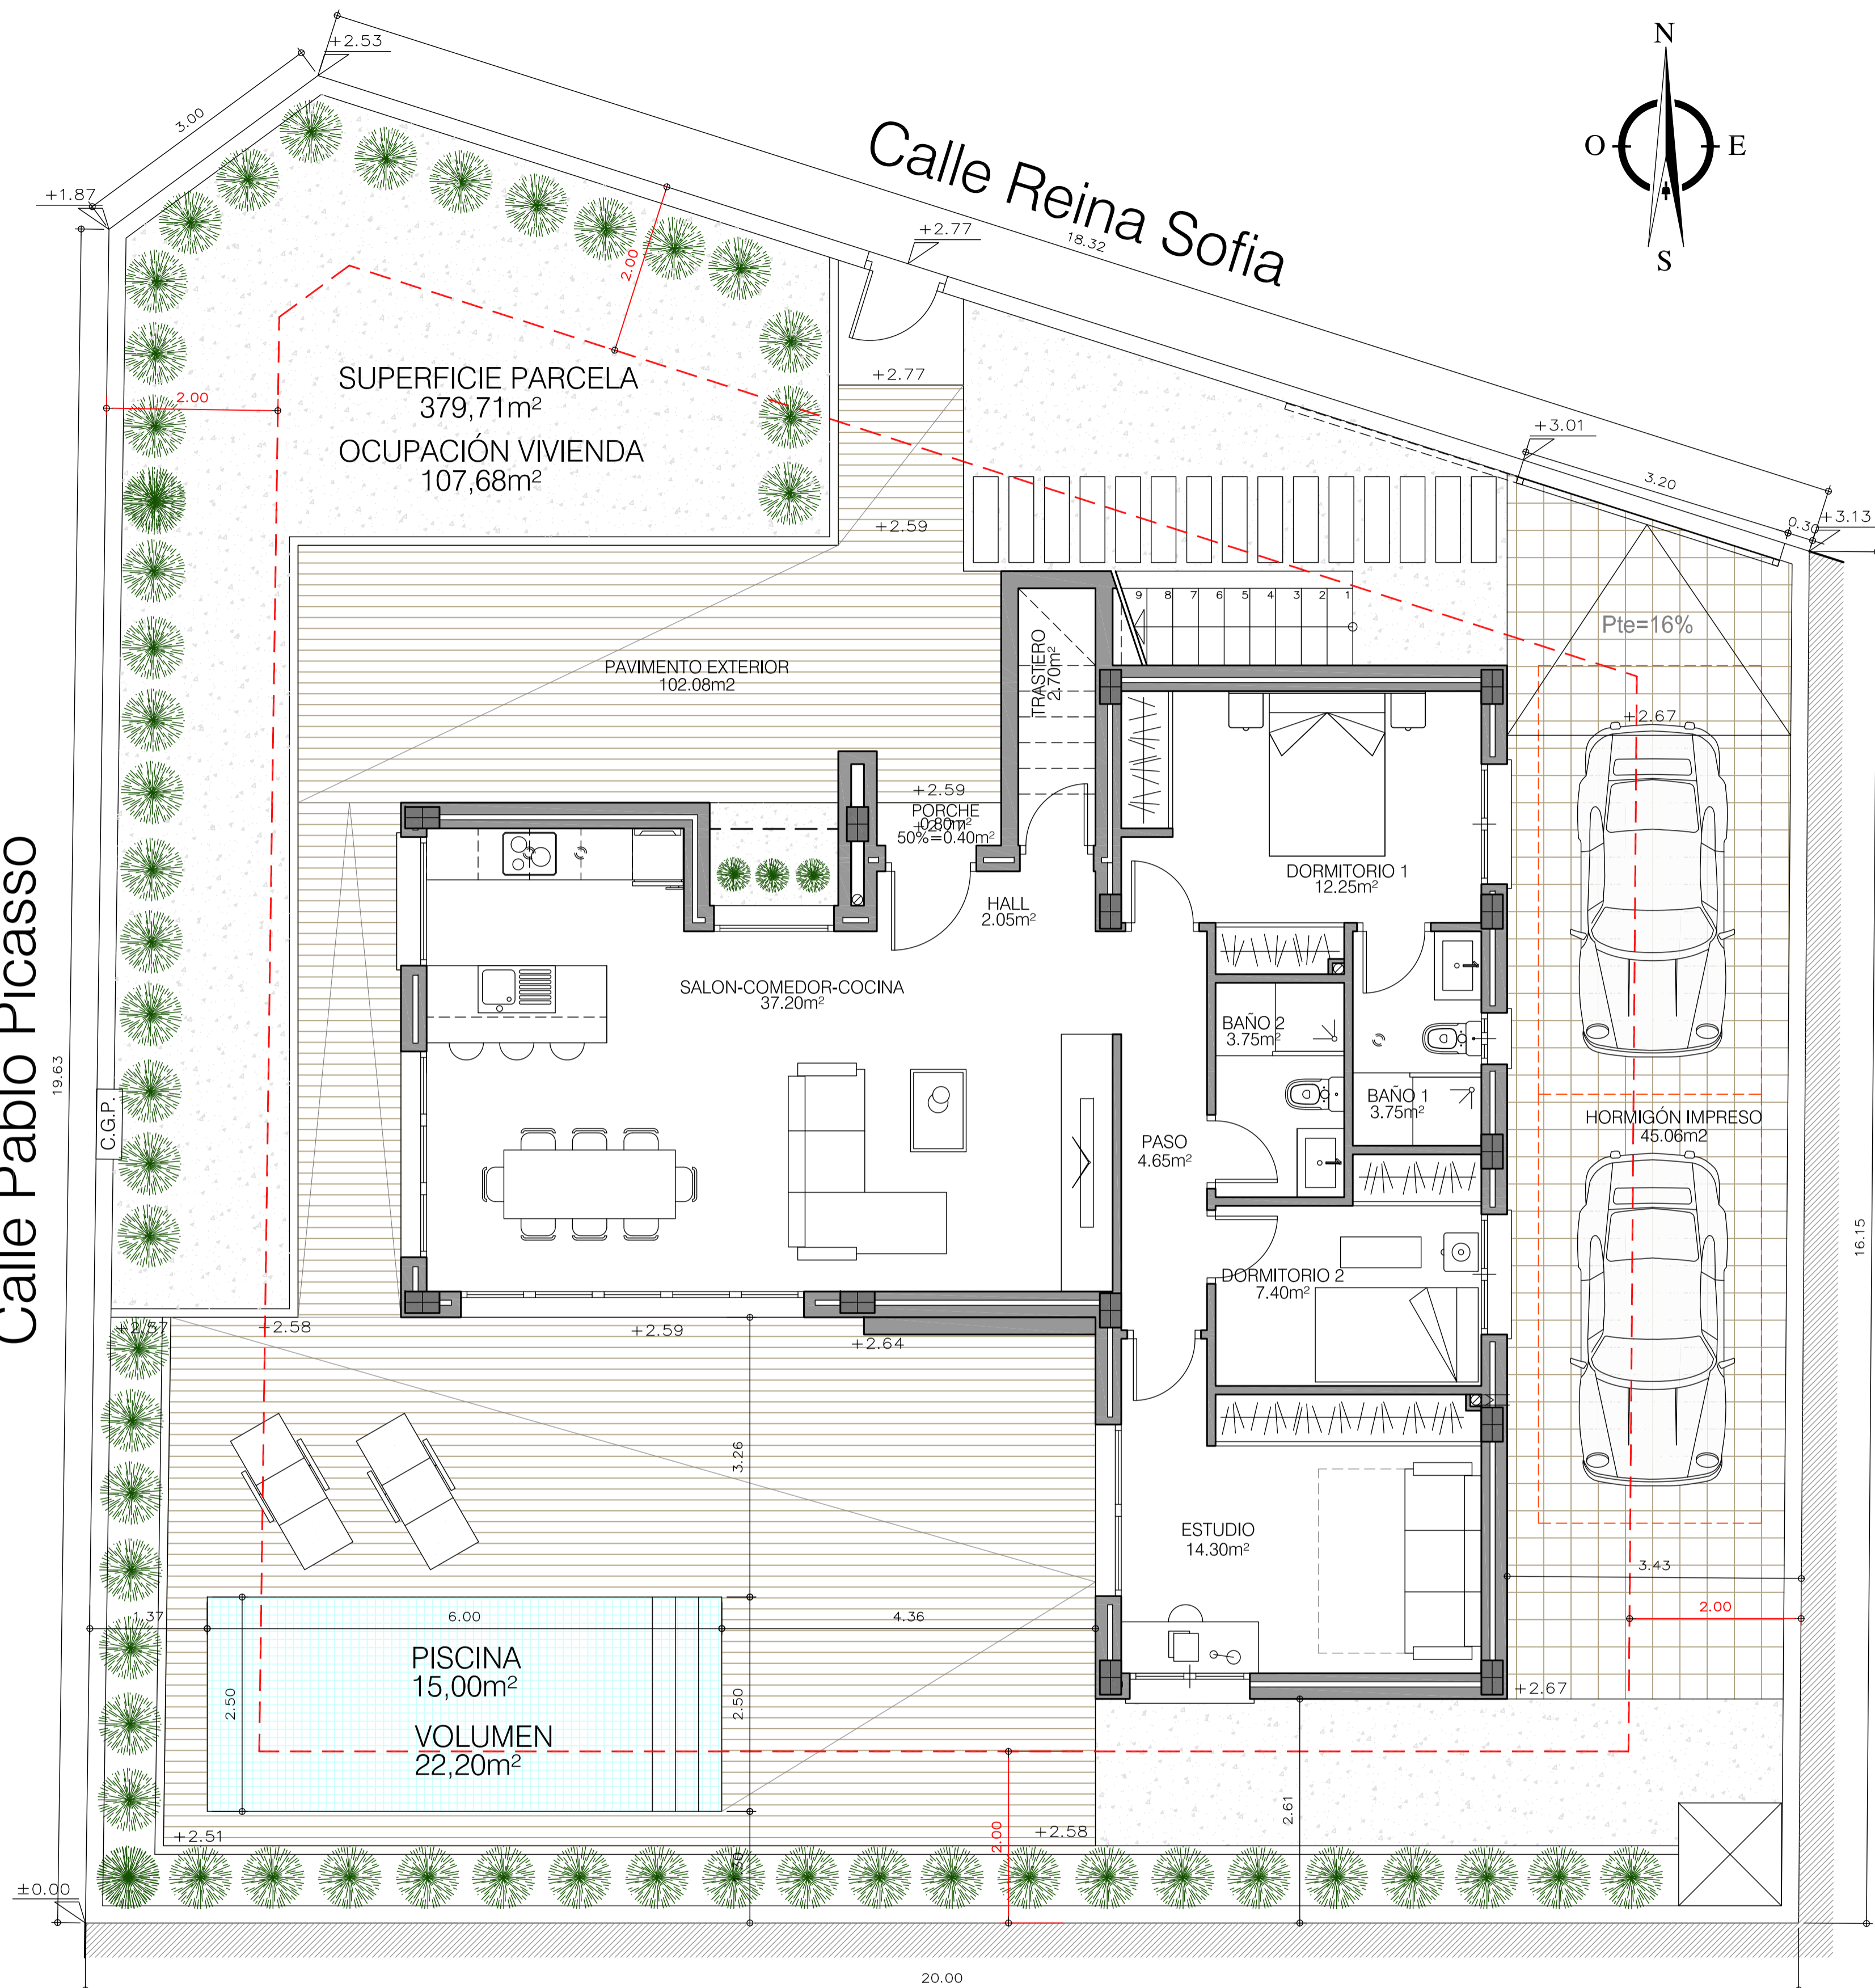 +2.53
3.00
N
O
E
S
Calle Reina Sofia
18.32
+1.87
+2.77
2.00
SUPERFICIE PARCELA
379,71m²
OCUPACIÓN VIVIENDA
107,68m²
2.00
+2.77
+3.01
3.20
0.30
+3.13
+2.59
9 8 7 6 5 4 3 2 1
Pte=16%
PAVIMENTO EXTERIOR
102.08m2
TRASTERO
2.70m²
+2.67
+2.59
PORCHE
0.80m²
50%=0.40m²
DORMITORIO 1
12.25m²
HALL
2.05m²
Calle Pablo Picasso
19.63
C.G.P.
SALON-COMEDOR-COCINA
37.20m²
BAÑO 2
3.75m²
BAÑO 1
3.75m²
HORMIGÓN IMPRESO
45.06m2
PASO
4.65m²
16.15
DORMITORIO 2
7.40m²
+2.57
+2.58
+2.59
+2.64
3.26
ESTUDIO
14.30m²
3.43
2.00
1.37
6.00
4.36
PISCINA
15,00m²
2.50
2.50
VOLUMEN
22,20m²
+2.67
2.61
2.00
+2.51
+2.58
±0.00
20.00